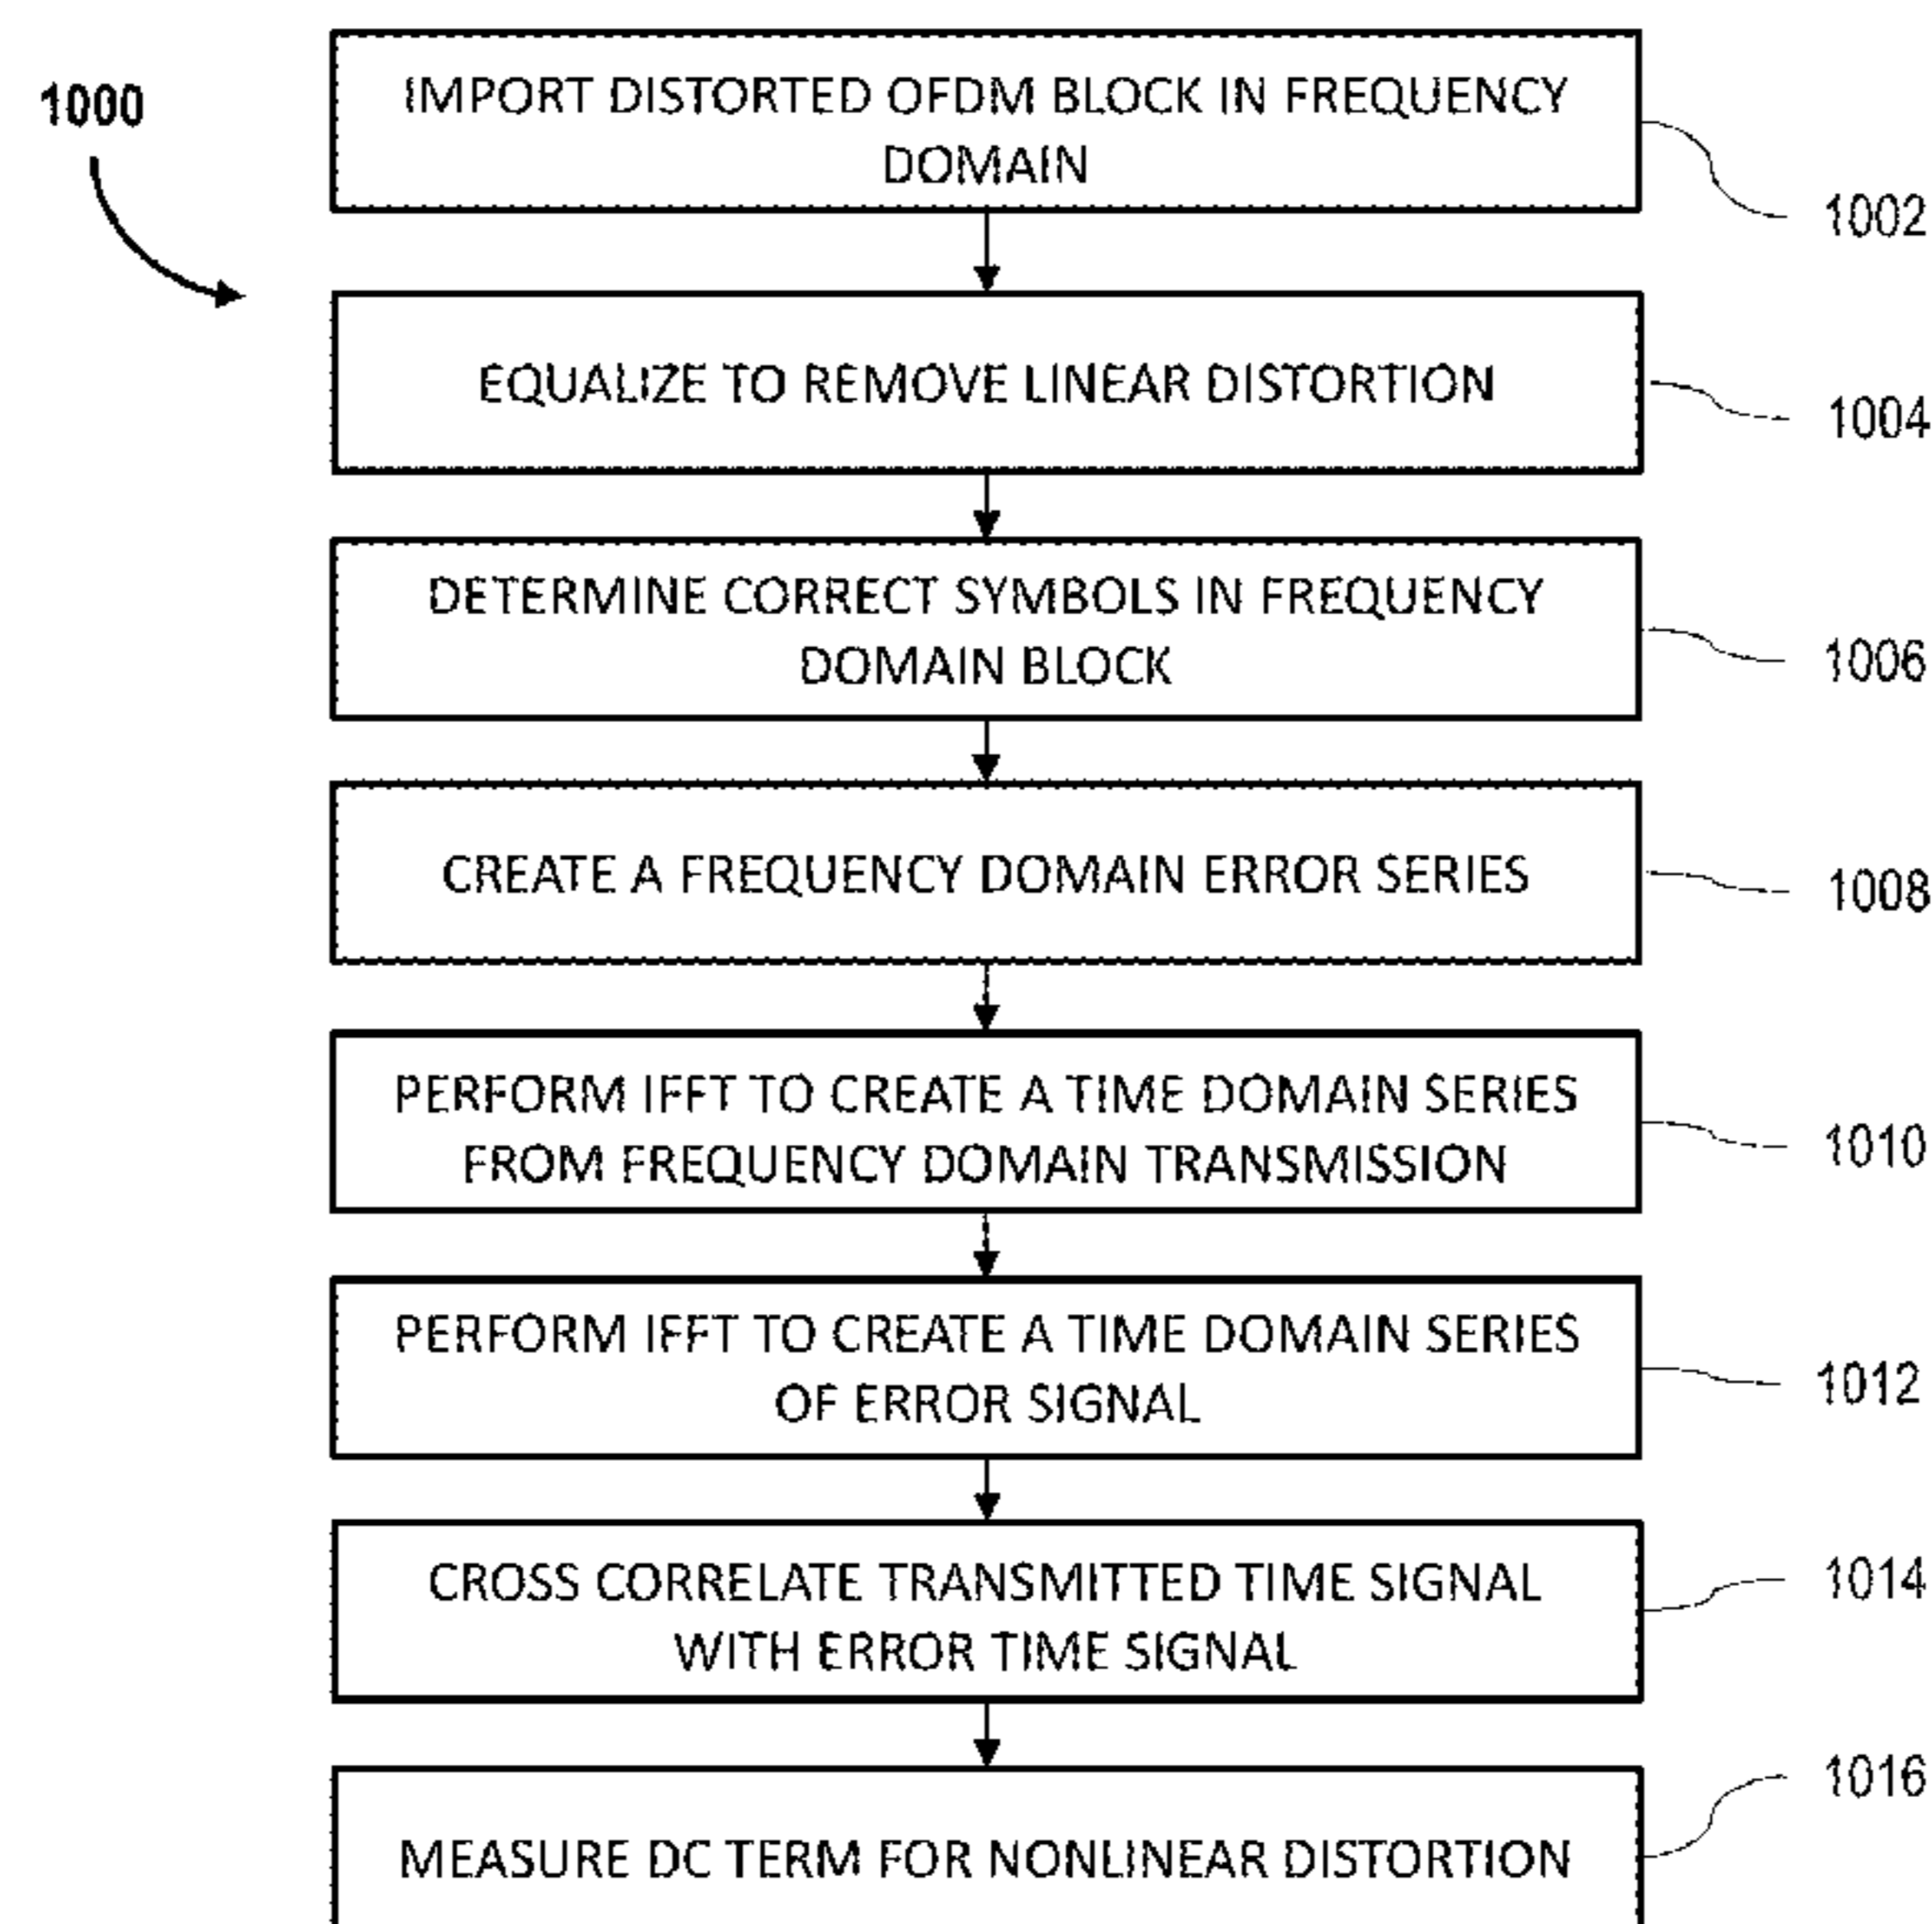 1000
IMPORT DISTORTED OFDM BLOCK IN FREQUENCY
DOMAIN
1002
EQUALIZE TO REMOVE LINEAR DISTORTION
1004
DETERMINE CORRECT SYMBOLS IN FREQUENCY
DOMAIN BLOCK
1006
CREATE A FREQUENCY DOMAIN ERROR SERIES
1008
PERFORM IFFT TO CREATE A TIME DOMAIN SERIES
FROM FREQUENCY DOMAIN TRANSMISSION
1010
PERFORM IFFT TO CREATE A TIME DOMAIN SERIES
OF ERROR SIGNAL
1012
CROSS CORRELATE TRANSMITTED TIME SIGNAL
WITH ERROR TIME SIGNAL
1014
MEASURE DC TERM FOR NONLINEAR DISTORTION
1016